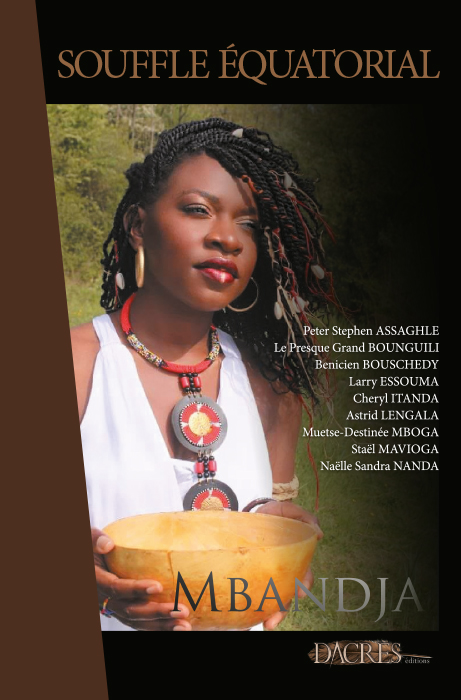 SOUFFLE ÉQUATORIAL
Peter Stephen ASSAGHLE
Le Presque Grand BOUNGUILI
Benicien BOUSCHEDY
Larry ESSOUMA
Cheryl ITANDA
Astrid LENGALA
Muetse-Destinée MBOGA
Staël MAVIOGA
Naëlle Sandra NANDA
MBANDJA
DACRES
éditions